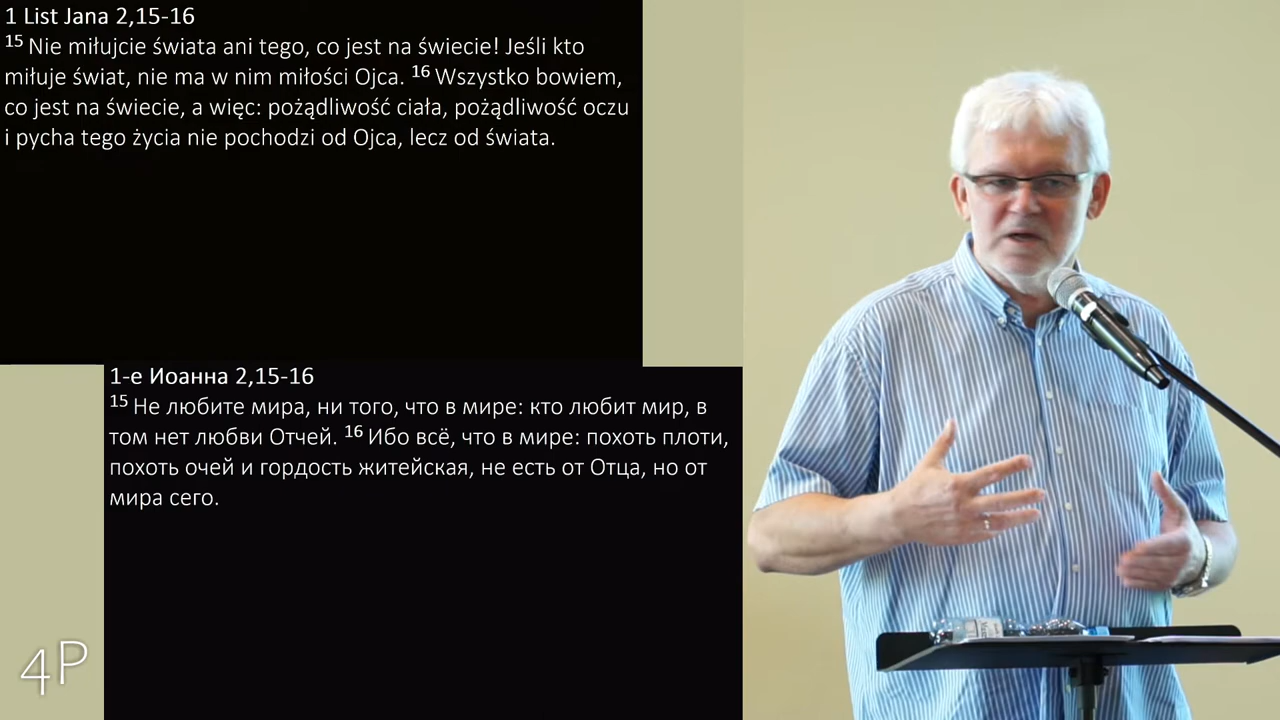 1 List Jana 2,15-16
15 Nie miłujcie świata ani tego, co jest na świecie! Jeśli kto
miłuje świat, nie ma w nim miłości Ojca. 16 Wszystko bowiem,
co jest na świecie, a więc: pożądliwość ciała, pożądliwość oczu
i pycha tego życia nie pochodzi od Ojca, lecz od świata.
1-е Иоанна 2,15-16
15 Не любите мира, ни того, что в мире: кто любит мир, в
том нет любви Отчей. 16 Ибо всё, что в мире: похоть плоти,
похоть очей и гордость житейская, не есть от Отца, но от
мира сего.
4P